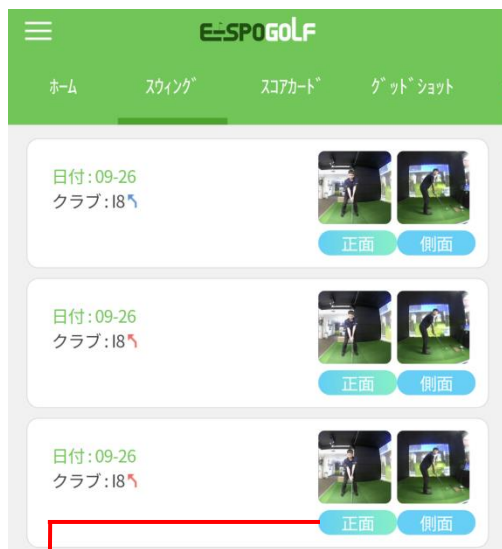 E-SPOGOLF
ホーム スウィング スコアカード グッドショット
日付:09-26
クラブ:I8
正面 側面
日付:09-26
クラブ:I8
正面 側面
日付:09-26
クラブ:I8
正面 側面